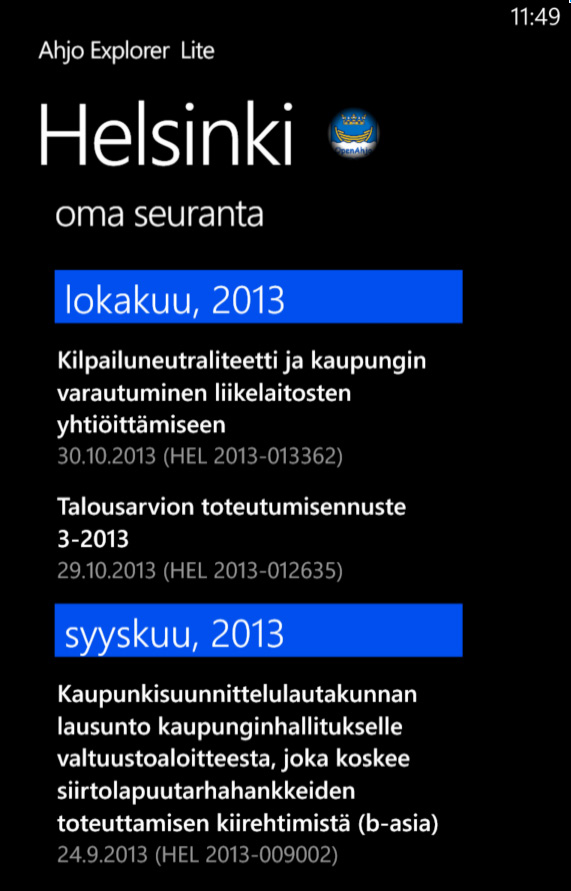 11:49
Ahjo Explorer Lite
Helsinki
OpenAhjo
oma seuranta
lokakuu, 2013
Kilpailuneutraliteetti ja kaupungin
varautuminen liikelaitosten
yhtiöittämiseen
30.10.2013 (HEL 2013-013362)
Talousarvion toteutumisennuste
3-2013
29.10.2013 (HEL 2013-012635)
syyskuu, 2013
Kaupunkisuunnittelulautakunnan
lausunto kaupunginhallitukselle
valtuustoaloitteesta, joka koskee
siirtolapuutarhahankkeiden
toteuttamisen kiirehtimistä (b-asia)
24.9.2013 (HEL 2013-009002)